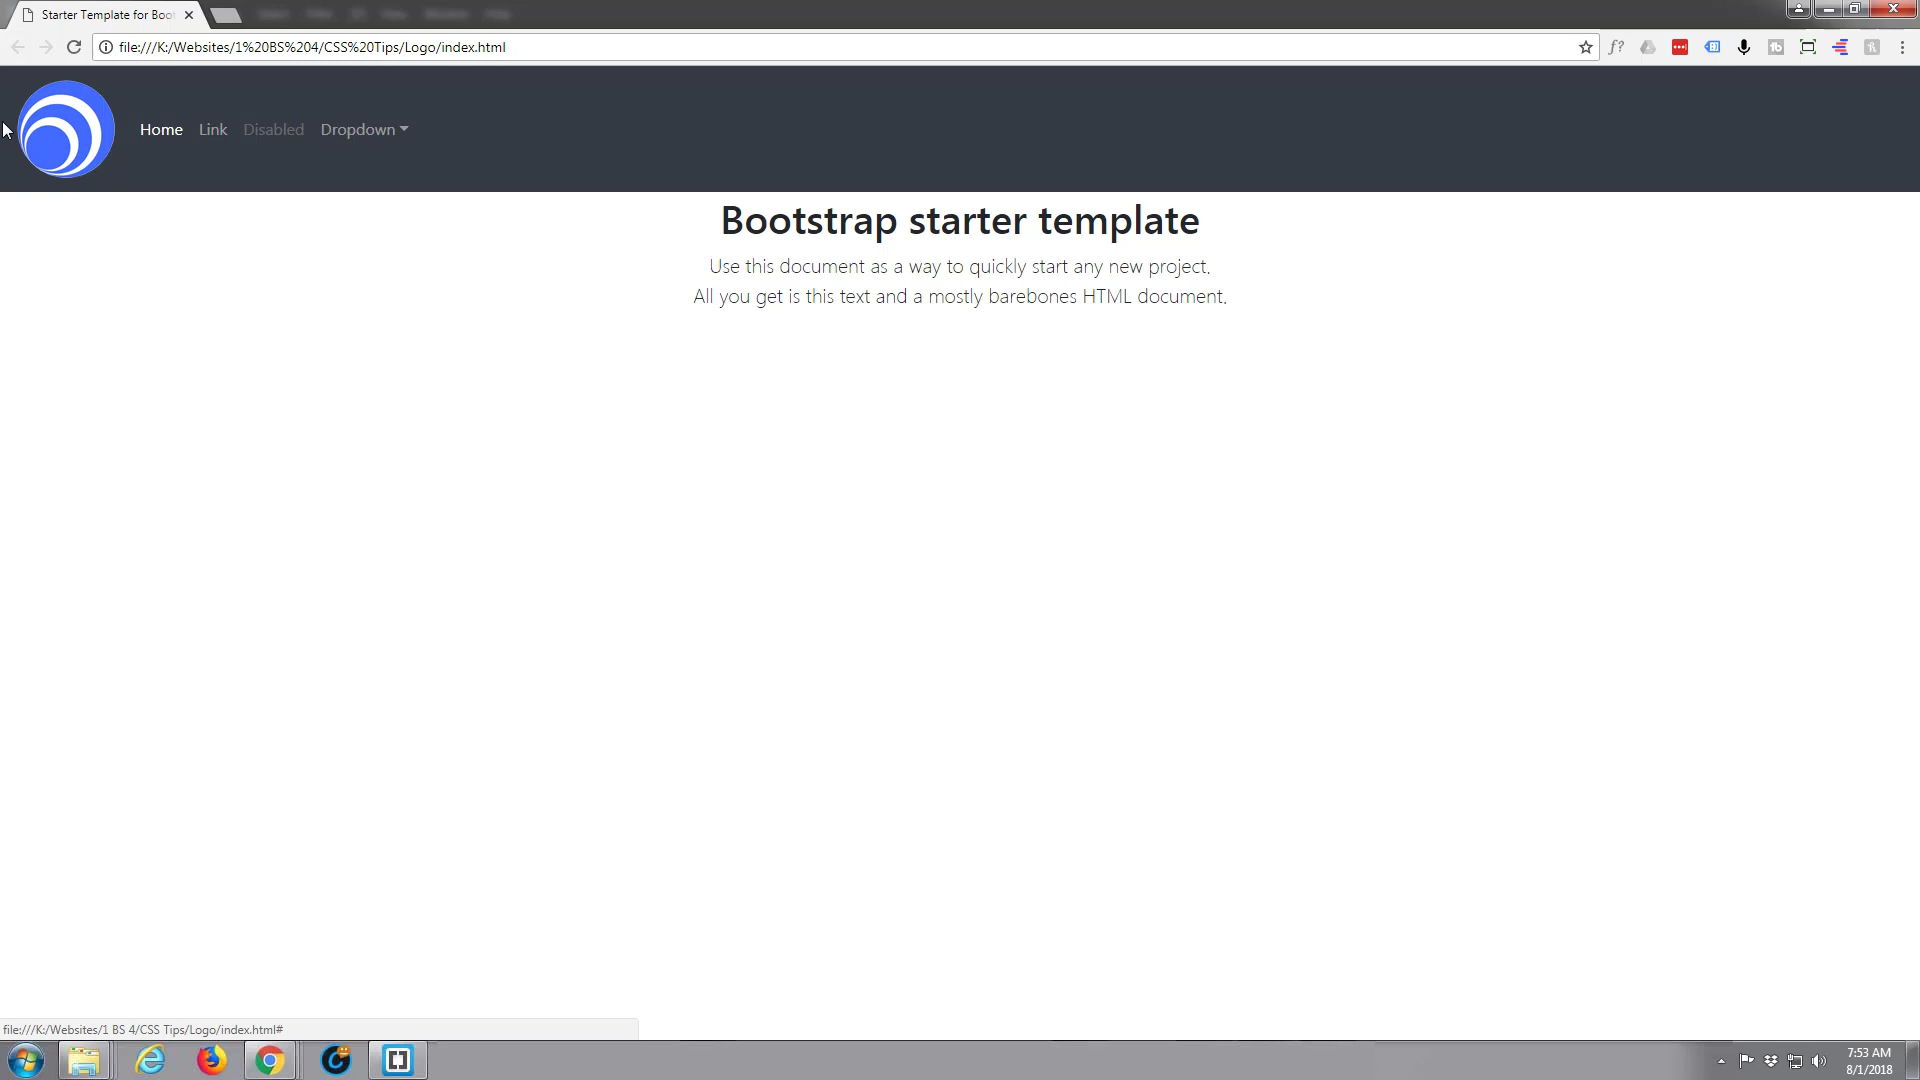 Starter Template for Boot
file:///K:/Websites/1%20BS%204/CSS%20Tips/Logo/index.html
Home Link Disabled Dropdown
Bootstrap starter template
Use this document as a way to quickly start any new project.
All you get is this text and a mostly barebones HTML document.
file:///K:/Websites/1 BS 4/CSS Tips/Logo/index.html#
7:53 AM
8/1/2018